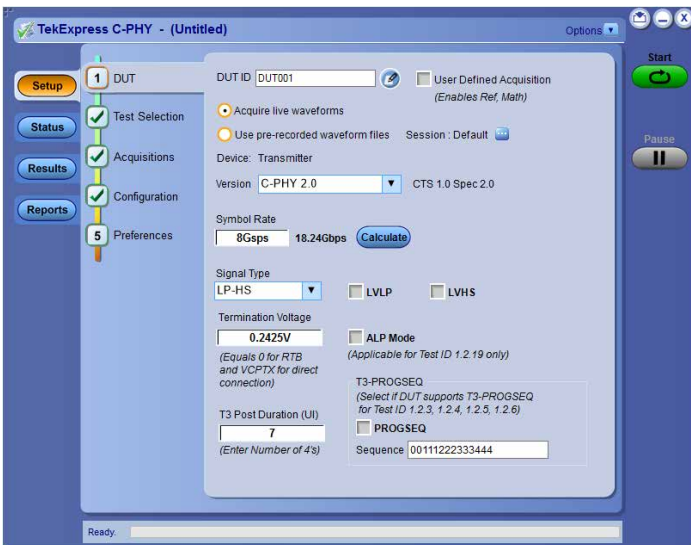 TekExpress C-PHY - (Untitled)
Options
Start
Pause
Setup
Status
Results
Reports
1 DUT
Test Selection
Acquisitions
Configuration
5 Preferences
DUT ID DUT001
User Defined Acquisition
(Enables Ref, Math)
Acquire live waveforms
Use pre-recorded waveform files Session : Default
Device: Transmitter
Version C-PHY 2.0 CTS 1.0 Spec 2.0
Symbol Rate
8Gsps 18.24Gbps Calculate
Signal Type
LP-HS LVLP LVHS
Termination Voltage
0.2425V
(Equals 0 for RTB
and VCPTX for direct
connection)
ALP Mode
(Applicable for Test ID 1.2.19 only)
T3 Post Duration (UI)
7
(Enter Number of 4's)
T3-PROGSEQ
(Select if DUT supports T3-PROGSEQ
for Test ID 1.2.3, 1.2.4, 1.2.5, 1.2.6)
PROGSEQ
Sequence 00111222333444
Ready.